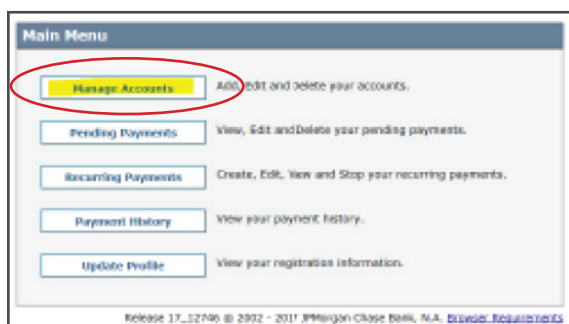 Main Menu
Manage Accounts Add, Edit and Delete your accounts.
Pending Payments View, Edit and Delete your pending payments.
Recurring Payments Create, Edit, View and Stop your recurring payments.
Payment History View your payment history.
Update Profile View your registration information.
Release 17_12746 © 2002 - 2017 JPMorgan Chase Bank, N.A. Browser Requirements